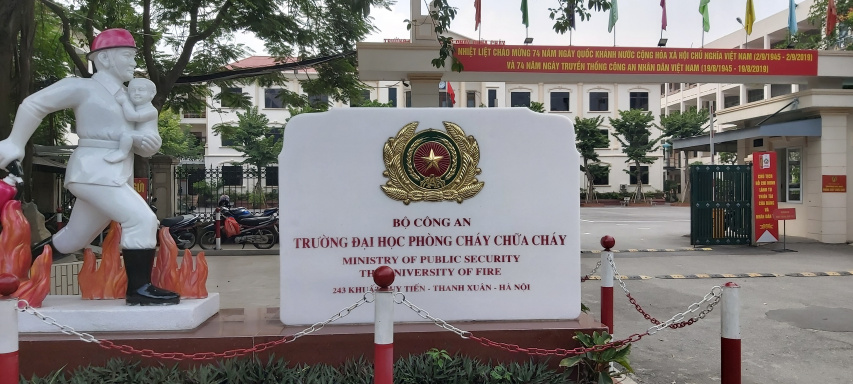 NHIỆT LIỆT CHÀO MỪNG 74 NĂM NGÀY QUỐC KHÁNH NƯỚC CỘNG HÒA XÃ HỘI CHỦ NGHĨA VIỆT NAM (2/9/1945 - 2/9/2019)
VÀ 74 NĂM NGÀY TRUYỀN THỐNG CÔNG AN NHÂN DÂN VIỆT NAM (19/8/1945 - 19/8/2019)
BỘ CÔNG AN
TRƯỜNG ĐẠI HỌC PHÒNG CHÁY CHỮA CHÁY
MINISTRY OF PUBLIC SECURITY
THE UNIVERSITY OF FIRE
243 KHUẤT DUY TIẾN - THANH XUÂN - HÀ NỘI